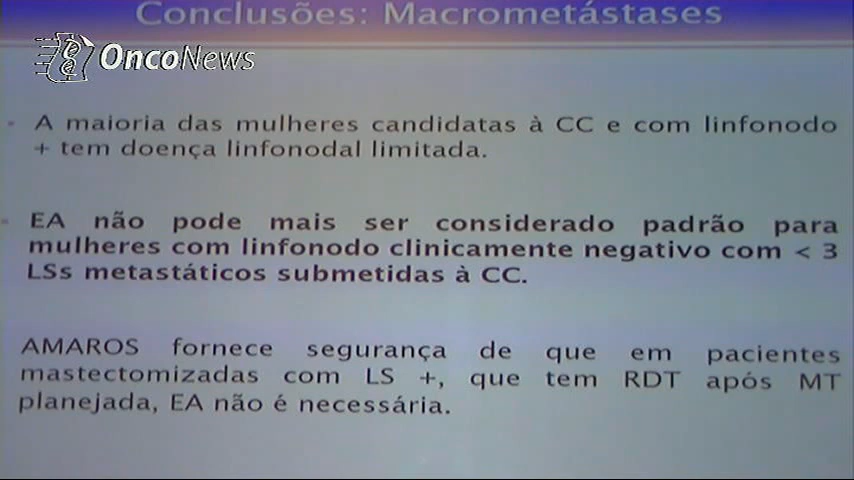 Conclusões: Macrometástases
OncoNews
- A maioria das mulheres candidatas à CC e com linfonodo
+ tem doença linfonodal limitada.
- EA não pode mais ser considerado padrão para
mulheres com linfonodo clinicamente negativo com < 3
LSs metastáticos submetidas à CC.
AMAROS fornece segurança de que em pacientes
mastectomizadas com LS +, que tem RDT após MT
planejada, EA não é necessária.